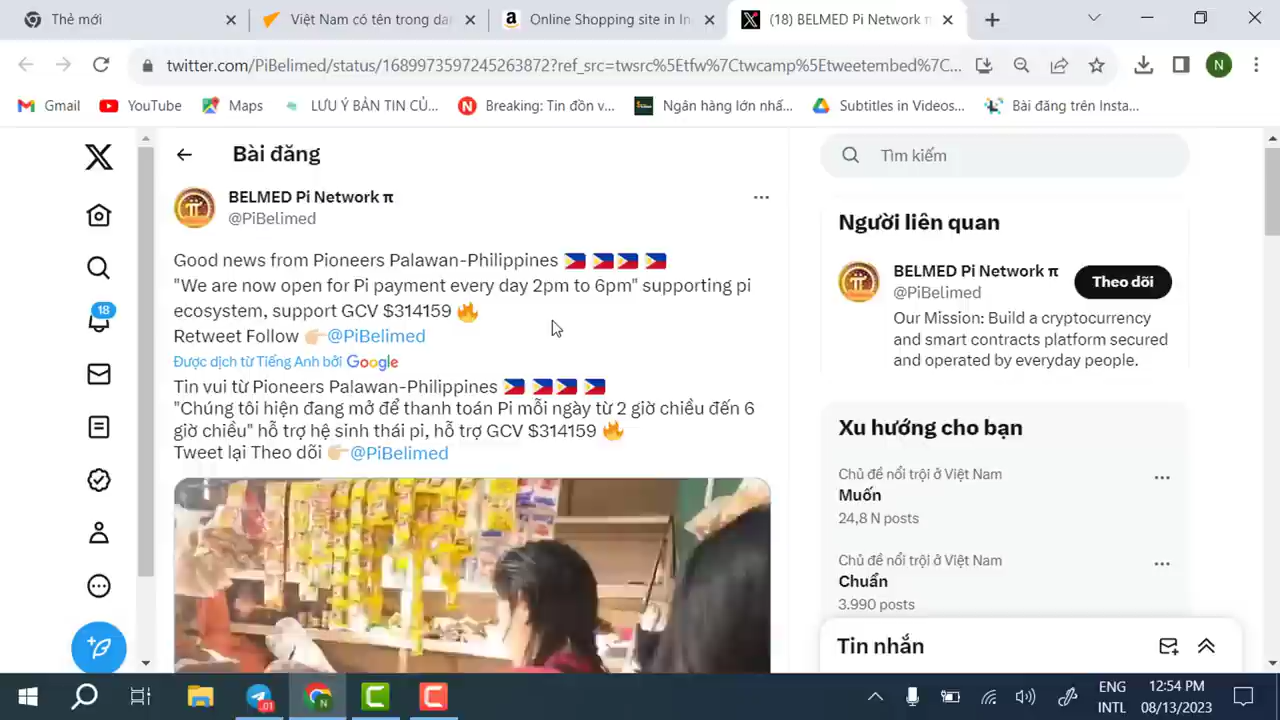 Thẻ mới
Việt Nam có tên trong da
Online Shopping site in In
(18) BELMED Pi Network π
twitter.com/PiBelimed/status/1689973597245263872?ref_src=twsrc%5Etfw%7Ctwcamp%5Etweetembed%7C...
N
Gmail
YouTube
Maps
LƯU Ý BẢN TIN CỦ...
Breaking: Tin đồn v...
Ngân hàng lớn nhấ...
Subtitles in Videos...
Bài đăng trên Insta...
Bài đăng
BELMED Pi Network π
@PiBelimed
Good news from Pioneers Palawan-Philippines 🇵🇭 🇵🇭🇵🇭 🇵🇭
"We are now open for Pi payment every day 2pm to 6pm" supporting pi
ecosystem, support GCV $314159 🔥
Retweet Follow 👉🏻@PiBelimed
Được dịch từ Tiếng Anh bởi Google
Tin vui từ Pioneers Palawan-Philippines 🇵🇭 🇵🇭🇵🇭 🇵🇭
"Chúng tôi hiện đang mở để thanh toán Pi mỗi ngày từ 2 giờ chiều đến 6
giờ chiều" hỗ trợ hệ sinh thái pi, hỗ trợ GCV $314159 🔥
Tweet lại Theo dõi 👉🏻@PiBelimed
18
Tìm kiếm
Người liên quan
BELMED Pi Network π
@PiBelimed
Theo dõi
Our Mission: Build a cryptocurrency
and smart contracts platform secured
and operated by everyday people.
Xu hướng cho bạn
Chủ đề nổi trội ở Việt Nam
Muốn
24,8 N posts
Chủ đề nổi trội ở Việt Nam
Chuẩn
3.990 posts
Tin nhắn
.01
N
ENG
INTL
12:54 PM
08/13/2023